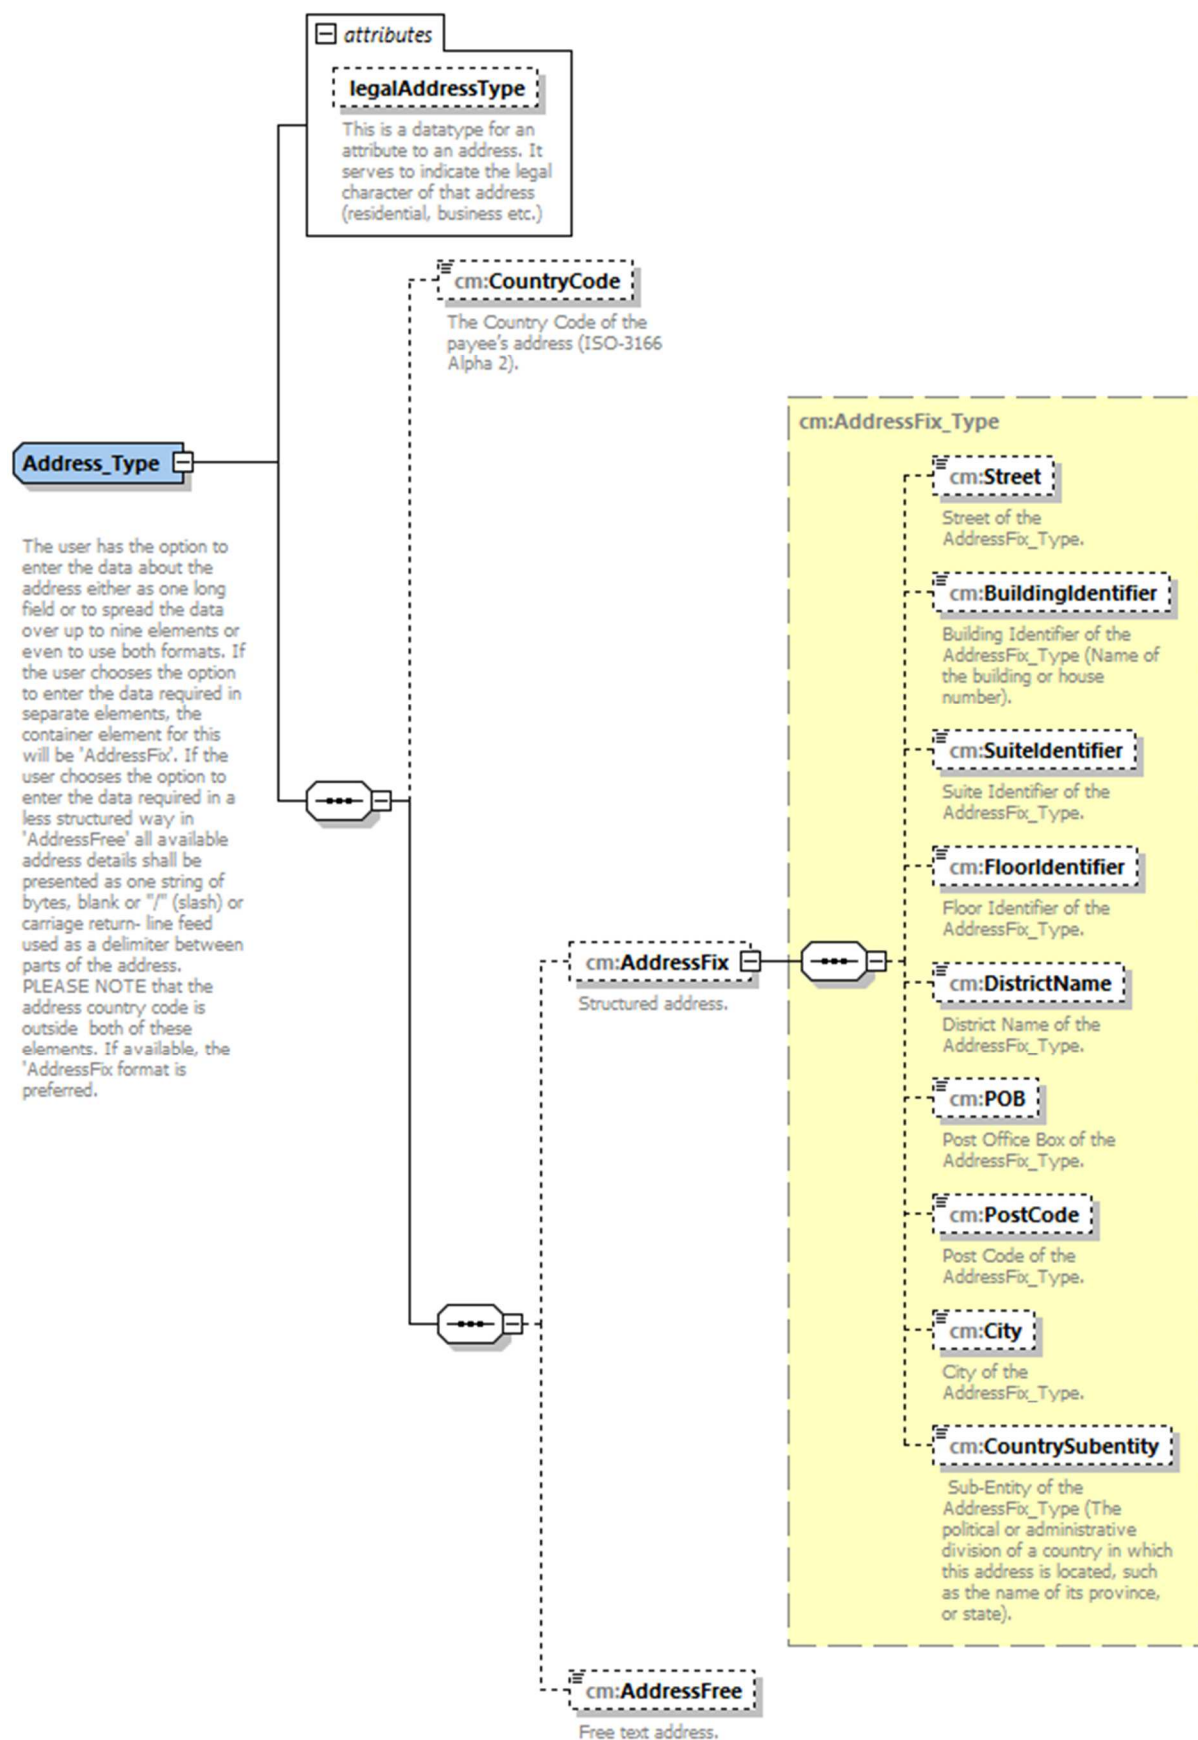 attributes
legalAddressType
This is a datatype for an
attribute to an address. It
serves to indicate the legal
character of that address
(residential, business etc.)
cm:CountryCode
The Country Code of the
payee's address (ISO-3166
Alpha 2).
Address_Type
The user has the option to
enter the data about the
address either as one long
field or to spread the data
over up to nine elements or
even to use both formats. If
the user chooses the option
to enter the data required in
separate elements, the
container element for this
will be 'AddressFix'. If the
user chooses the option to
enter the data required in a
less structured way in
'AddressFree' all available
address details shall be
presented as one string of
bytes, blank or "/" (slash) or
carriage return- line feed
used as a delimiter between
parts of the address.
PLEASE NOTE that the
address country code is
outside  both of these
elements. If available, the
'AddressFix format is
preferred.
cm:AddressFix
Structured address.
cm:AddressFix_Type
cm:Street
Street of the
AddressFix_Type.
cm:BuildingIdentifier
Building Identifier of the
AddressFix_Type (Name of
the building or house
number).
cm:SuiteIdentifier
Suite Identifier of the
AddressFix_Type.
cm:FloorIdentifier
Floor Identifier of the
AddressFix_Type.
cm:DistrictName
District Name of the
AddressFix_Type.
cm:POB
Post Office Box of the
AddressFix_Type.
cm:PostCode
Post Code of the
AddressFix_Type.
cm:City
City of the
AddressFix_Type.
cm:CountrySubentity
Sub-Entity of the
AddressFix_Type (The
political or administrative
division of a country in which
this address is located, such
as the name of its province,
or state).
cm:AddressFree
Free text address.